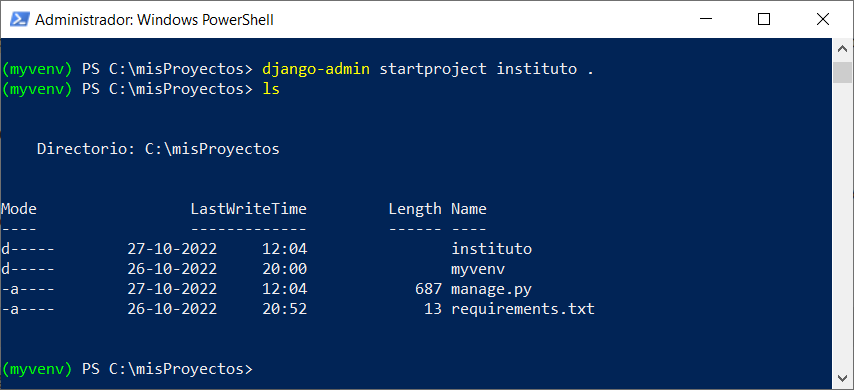 Administrador: Windows PowerShell
(myvenv) PS C:\misProyectos> django-admin startproject instituto .
(myvenv) PS C:\misProyectos> ls
Directorio: C:\misProyectos
Mode                 LastWriteTime         Length Name
----                 -------------         ------ ----
d-----        27-10-2022     12:04                instituto
d-----        26-10-2022     20:00                myvenv
-a----        27-10-2022     12:04            687 manage.py
-a----        26-10-2022     20:52             13 requirements.txt
(myvenv) PS C:\misProyectos>